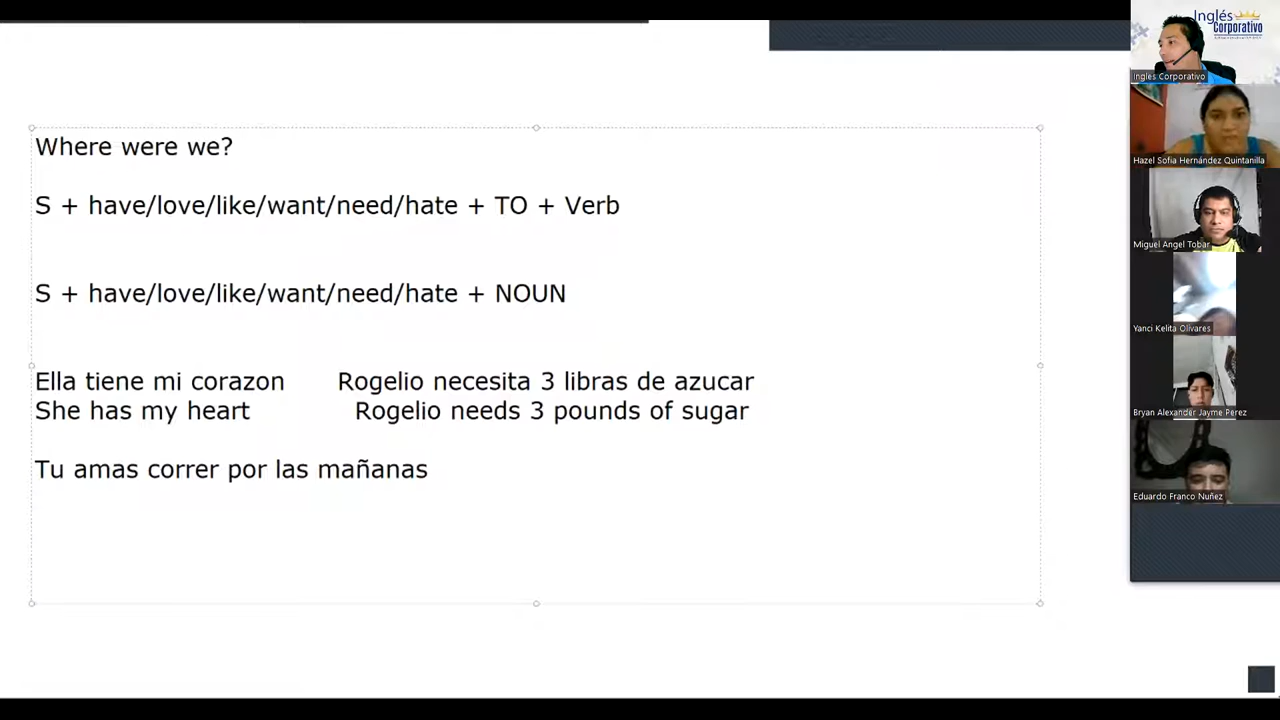 Where were we?
S + have/love/like/want/need/hate + TO + Verb
S + have/love/like/want/need/hate + NOUN
Ella tiene mi corazon Rogelio necesita 3 libras de azucar
She has my heart Rogelio needs 3 pounds of sugar
Tu amas correr por las mañanas
Inglés
Corporativo
Ingles Corporativo
Hazel Sofia Hernández Quintanilla
Miguel Angel Tobar
Yanci Kelita Olivares
Bryan Alexander Jayme Perez
Eduardo Franco Nuñez